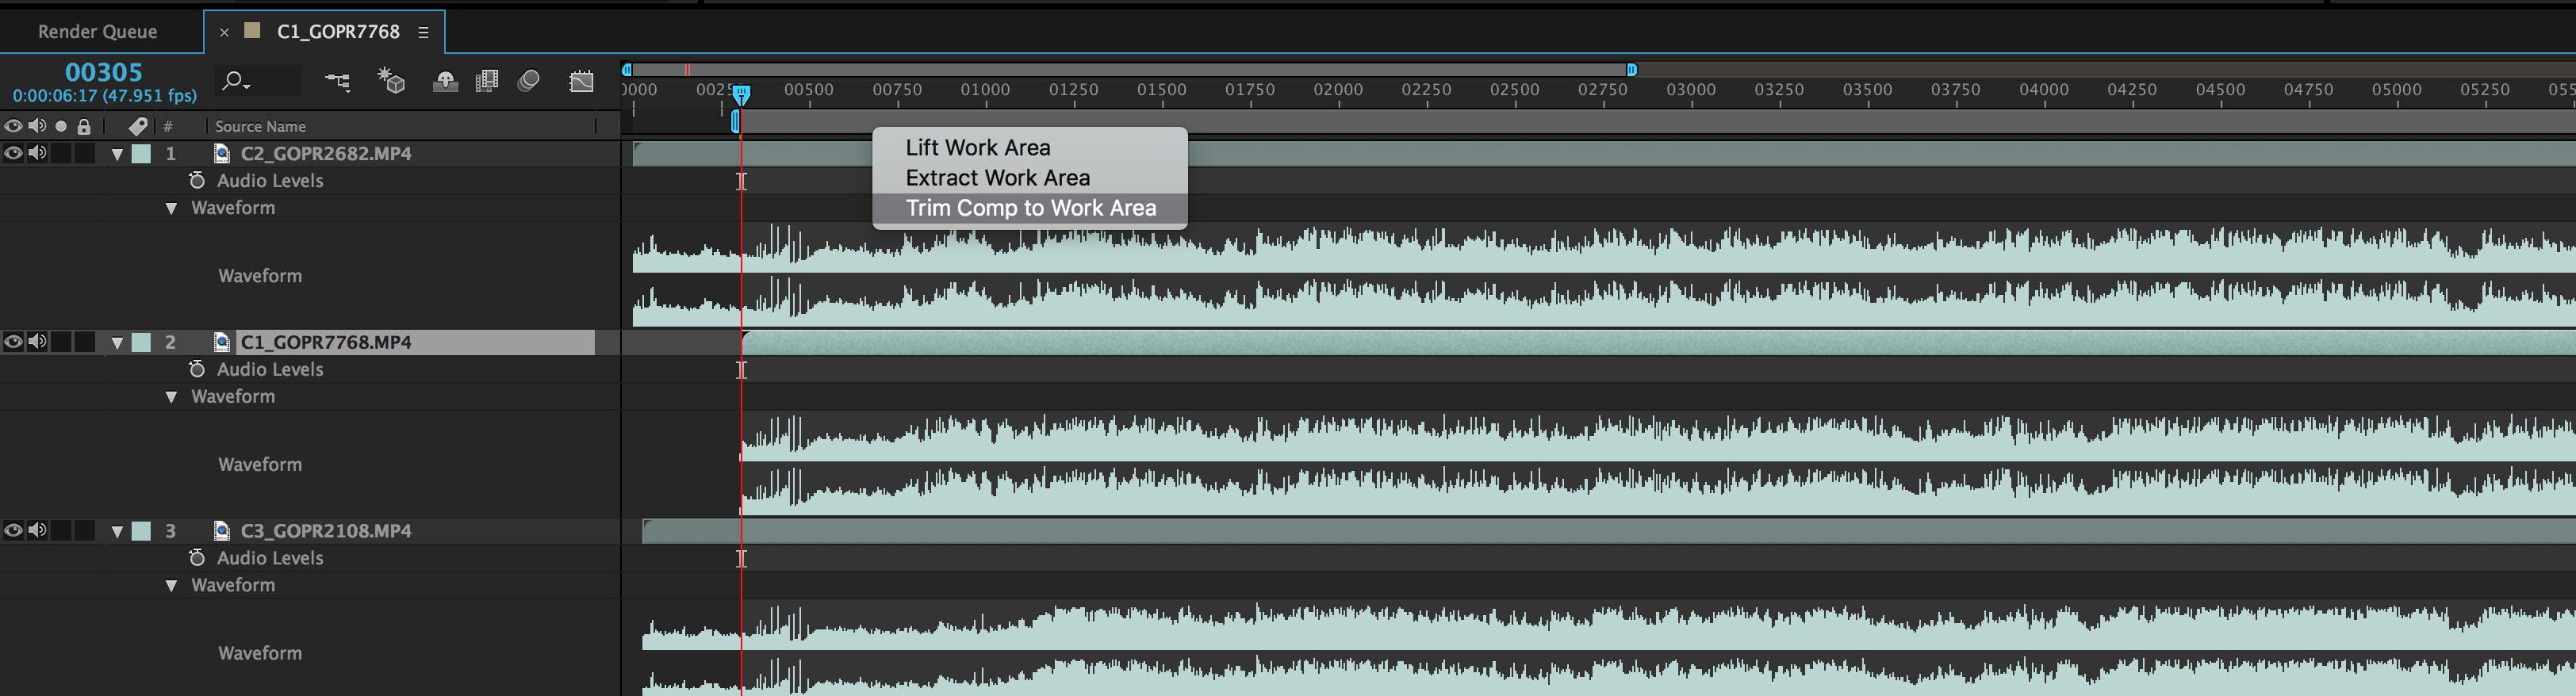 Render Queue
× C1_GOPR7768 ≡
00305
0:00:06:17 (47.951 fps)
0000 0025 00500 00750 01000 01250 01500 01750 02000 02250 02500 02750 03000 03250 03500 03750 04000 04250 04500 04750 05000 05250 055
# Source Name
1 C2_GOPR2682.MP4
Audio Levels
Waveform
Waveform
Lift Work Area
Extract Work Area
Trim Comp to Work Area
2 C1_GOPR7768.MP4
Audio Levels
Waveform
Waveform
3 C3_GOPR2108.MP4
Audio Levels
Waveform
Waveform